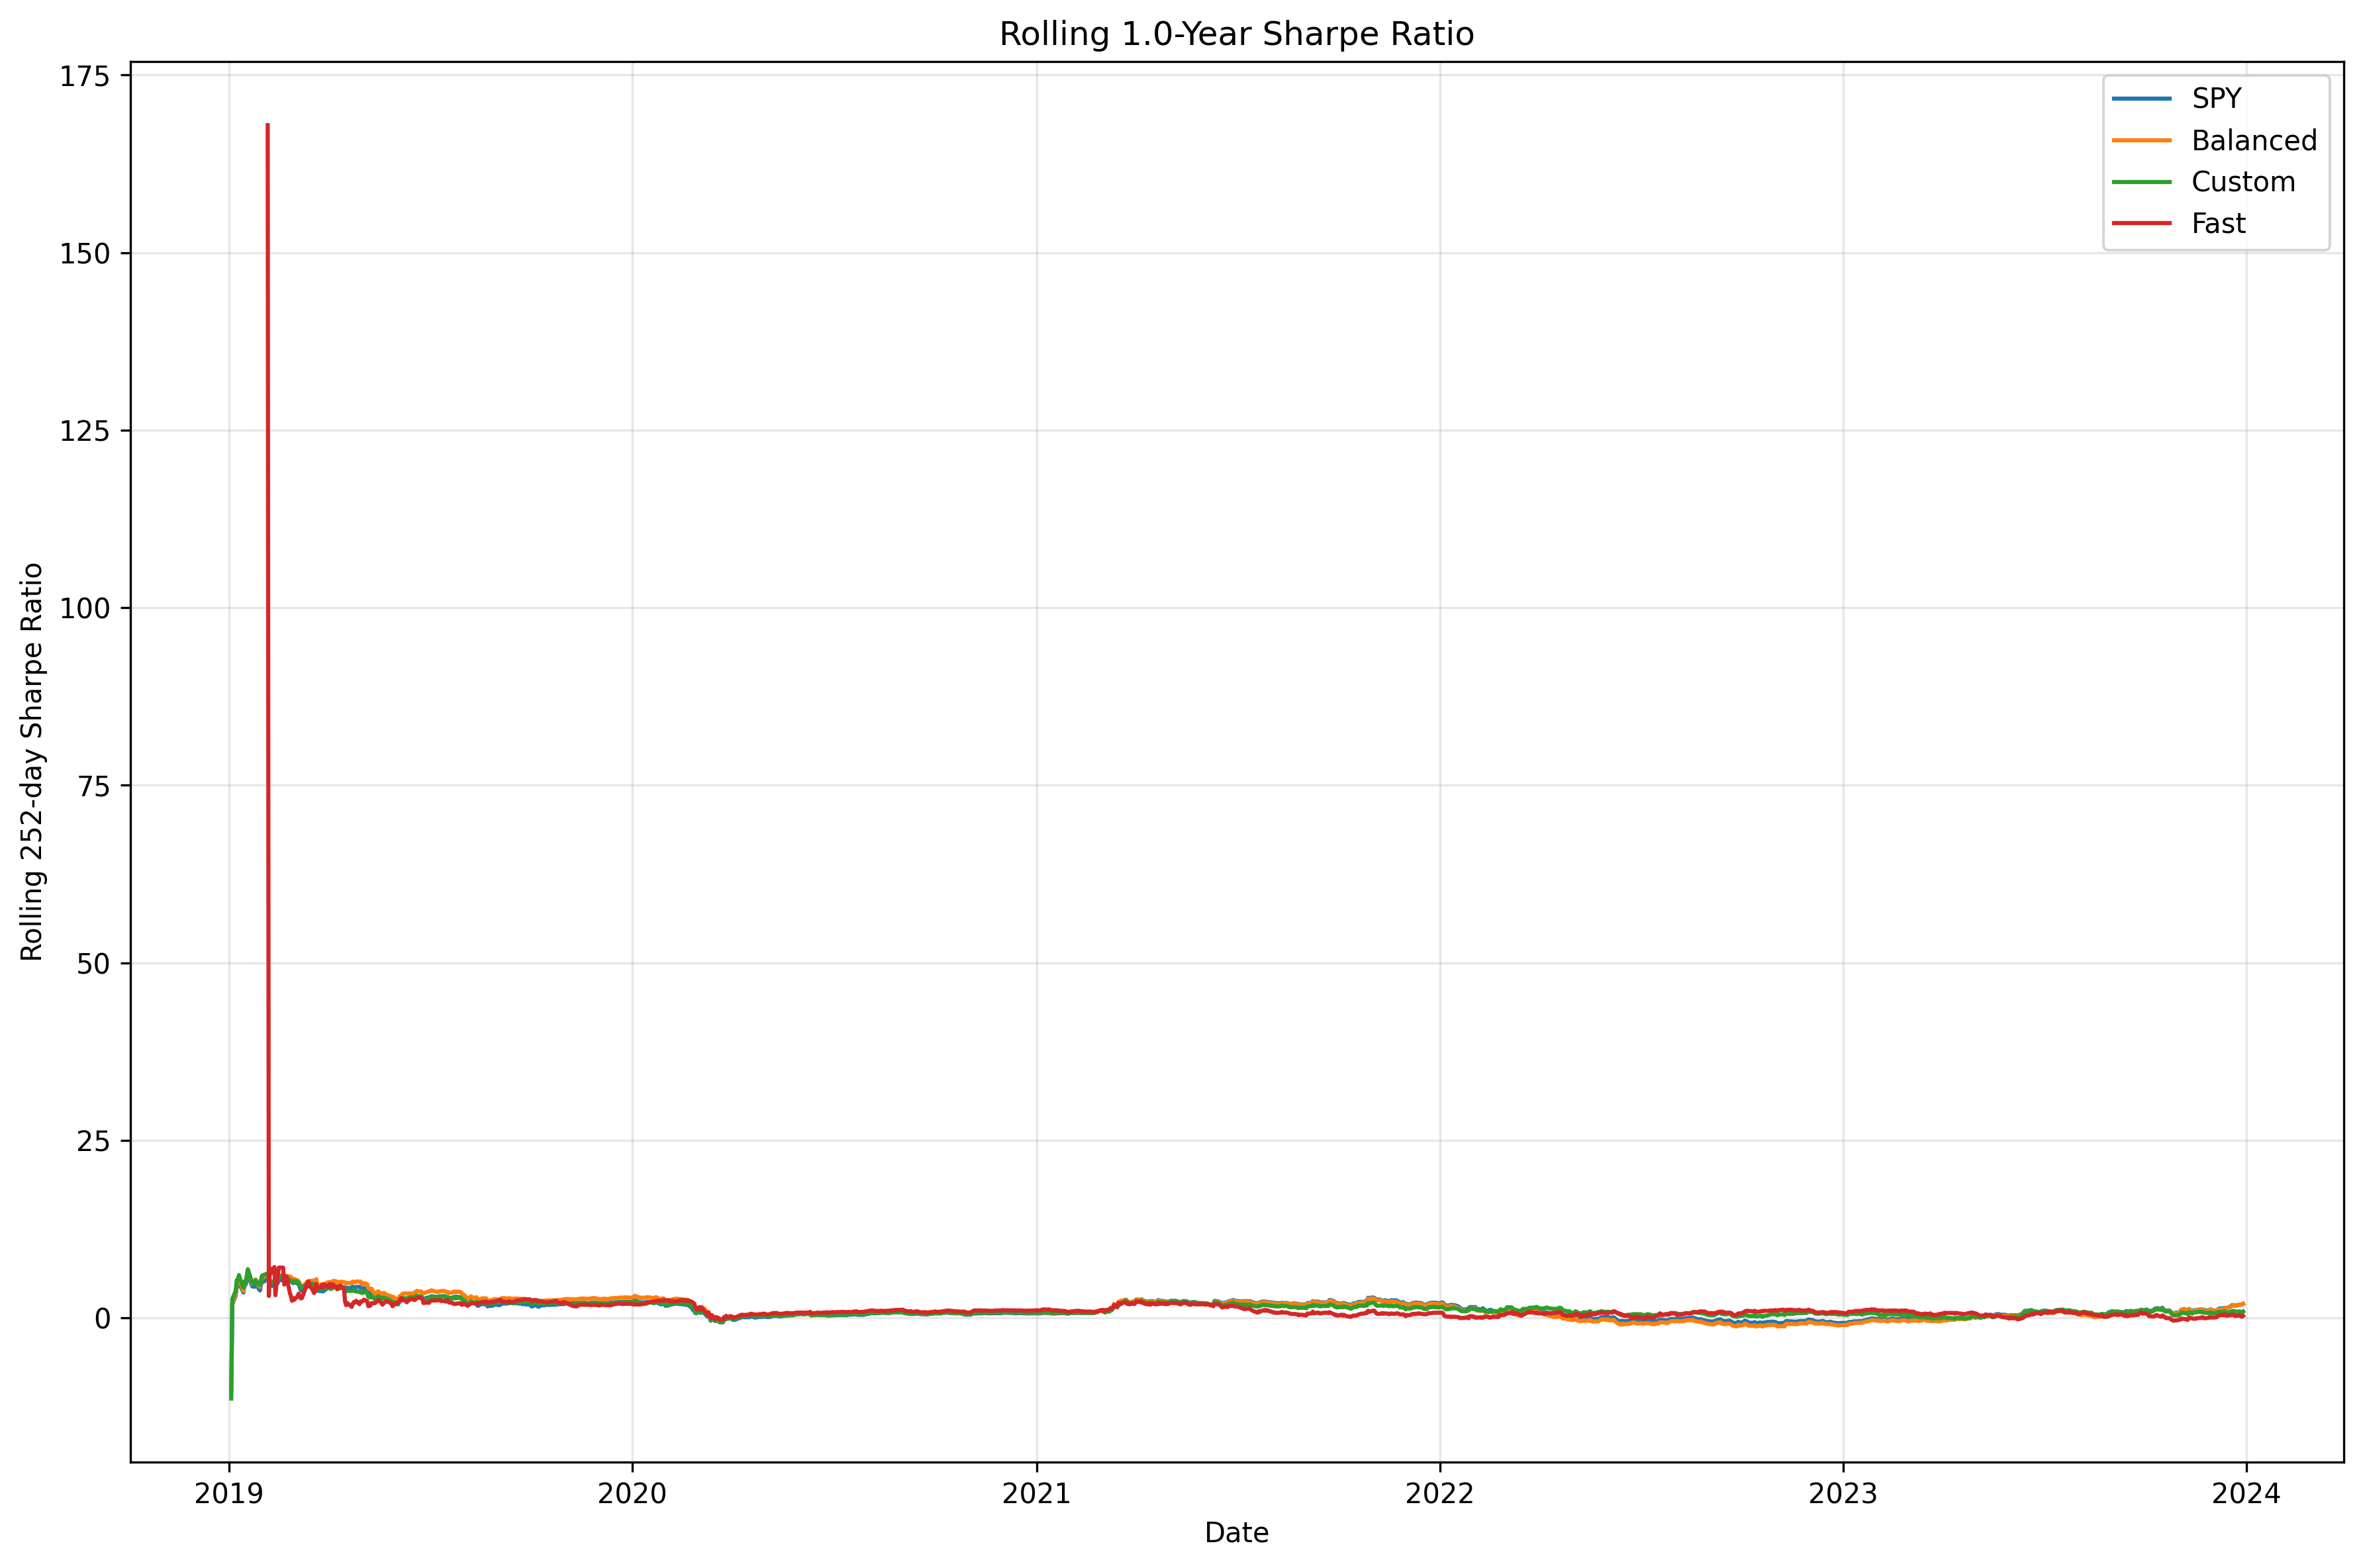 Rolling 1.0-Year Sharpe Ratio
175
150
125
100
75
50
25
0
Rolling 252-day Sharpe Ratio
SPY
Balanced
Custom
Fast
2019
2020
2021
2022
2023
2024
Date